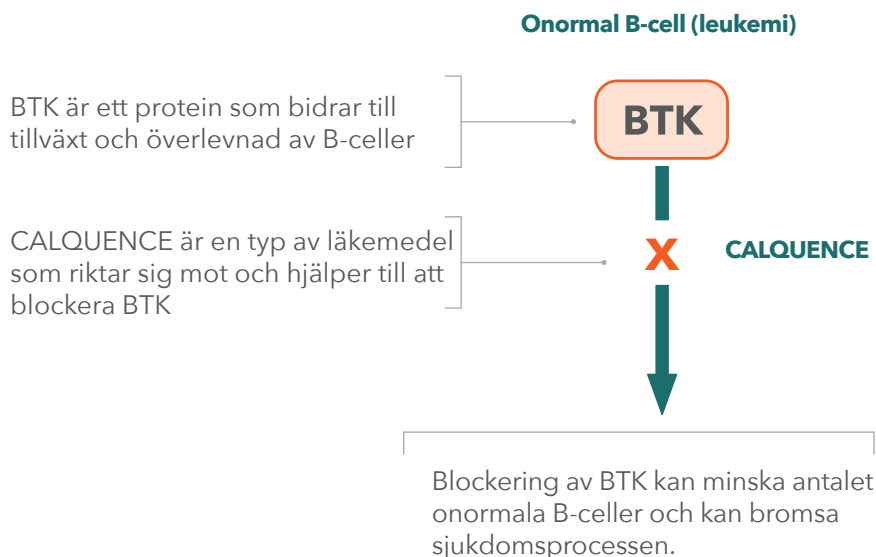 Onormal B-cell (leukemi)
BTK är ett protein som bidrar till
tillväxt och överlevnad av B-celler
BTK
CALQUENCE är en typ av läkemedel
som riktar sig mot och hjälper till att
blockera BTK
X
CALQUENCE
Blockering av BTK kan minska antalet
onormala B-celler och kan bromsa
sjukdomsprocessen.